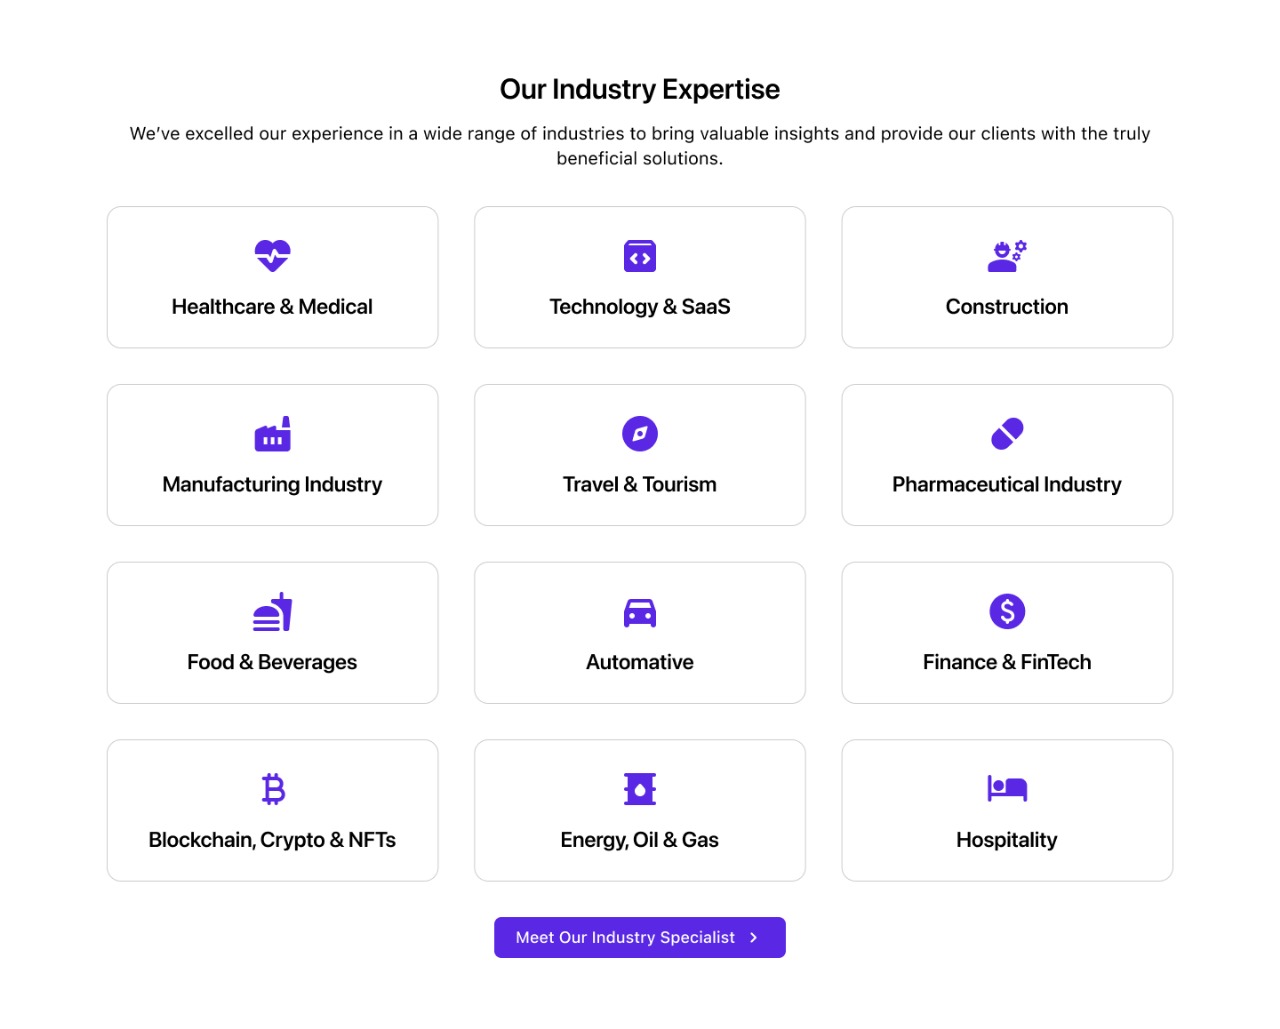 Our Industry Expertise
We’ve excelled our experience in a wide range of industries to bring valuable insights and provide our clients with the truly
beneficial solutions.
Healthcare & Medical
Technology & SaaS
Construction
Manufacturing Industry
Travel & Tourism
Pharmaceutical Industry
Food & Beverages
Automative
Finance & FinTech
Blockchain, Crypto & NFTs
Energy, Oil & Gas
Hospitality
Meet Our Industry Specialist